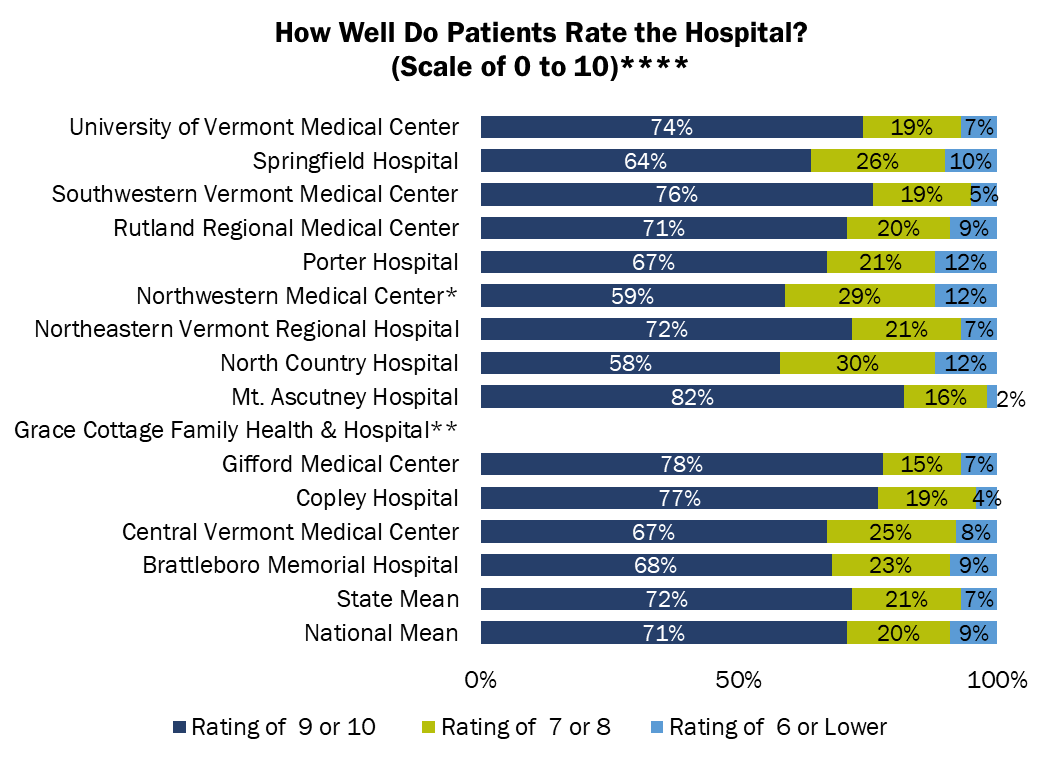 How Well Do Patients Rate the Hospital?
(Scale of 0 to 10)****
University of Vermont Medical Center 74% 19% 7%
Springfield Hospital 64% 26% 10%
Southwestern Vermont Medical Center 76% 19% 5%
Rutland Regional Medical Center 71% 20% 9%
Porter Hospital 67% 21% 12%
Northwestern Medical Center* 59% 29% 12%
Northeastern Vermont Regional Hospital 72% 21% 7%
North Country Hospital 58% 30% 12%
Mt. Ascutney Hospital 82% 16% 2%
Grace Cottage Family Health & Hospital**
Gifford Medical Center 78% 15% 7%
Copley Hospital 77% 19% 4%
Central Vermont Medical Center 67% 25% 8%
Brattleboro Memorial Hospital 68% 23% 9%
State Mean 72% 21% 7%
National Mean 71% 20% 9%
0% 50% 100%
Rating of 9 or 10 Rating of 7 or 8 Rating of 6 or Lower